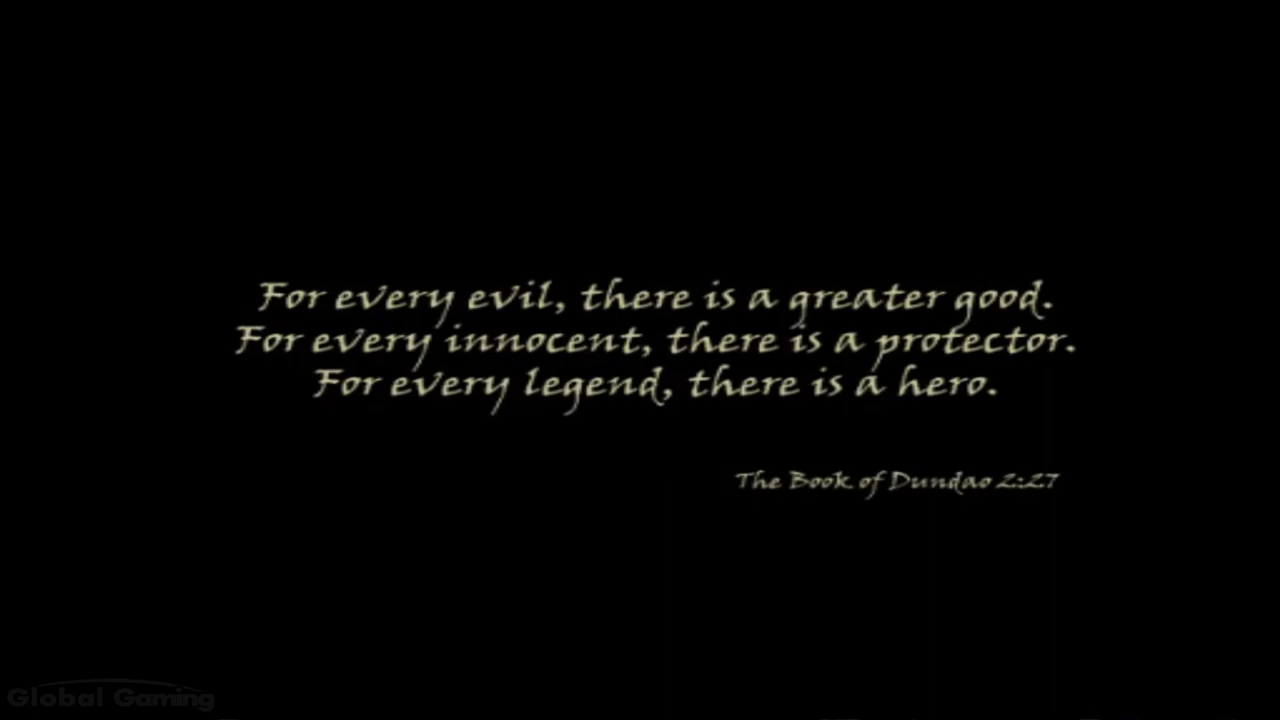 For every evil, there is a greater good.
For every innocent, there is a protector.
For every legend, there is a hero.
The Book of Dundao 2:27
Global Gaming